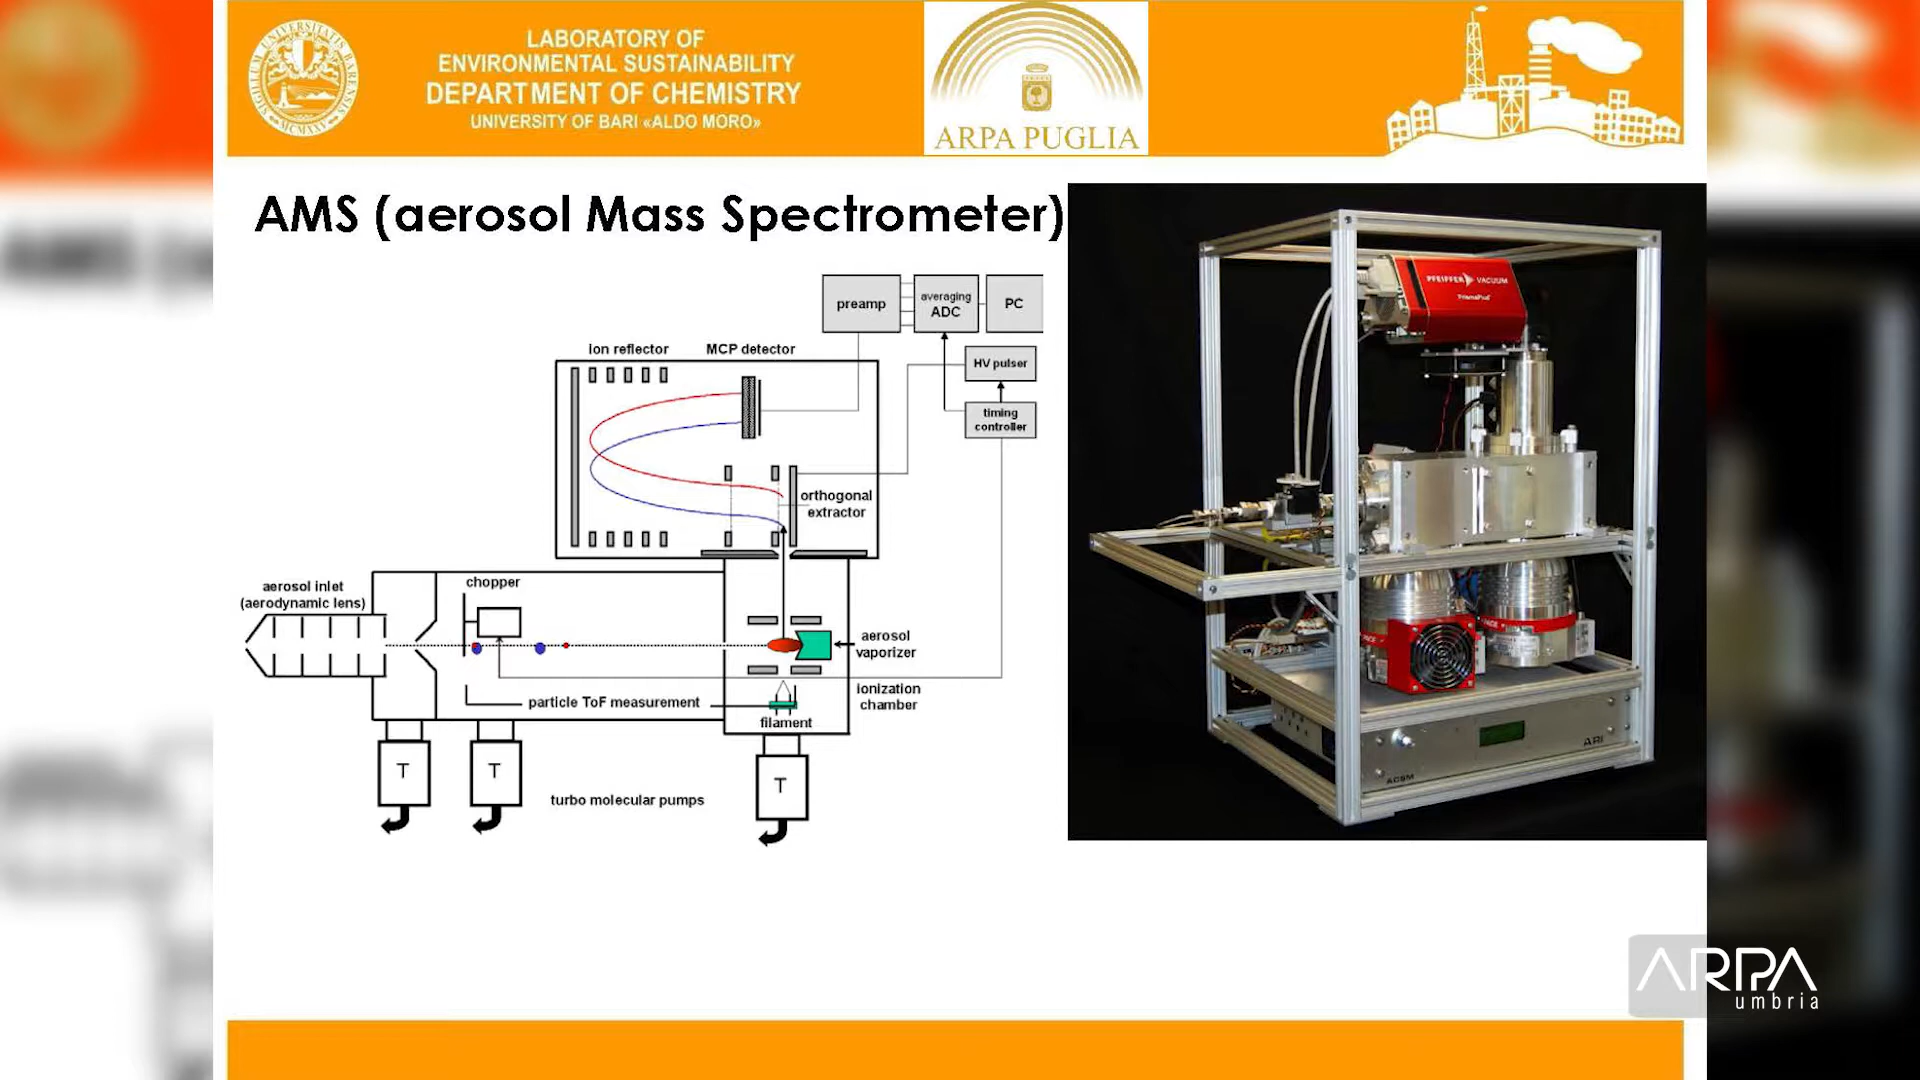 LABORATORY OF
ENVIRONMENTAL SUSTAINABILITY
DEPARTMENT OF CHEMISTRY
UNIVERSITY OF BARI «ALDO MORO»
ARPA PUGLIA
AMS (aerosol Mass Spectrometer)
preamp
averaging
ADC
PC
ion reflector
MCP detector
HV pulser
timing
controller
orthogonal
extractor
aerosol inlet
(aerodynamic lens)
chopper
aerosol
vaporizer
particle ToF measurement
ionization
chamber
filament
T
T
T
turbo molecular pumps
PFEIFFER VACUUM
PrismaPlus
ACSM
ARI
ARPA
umbria